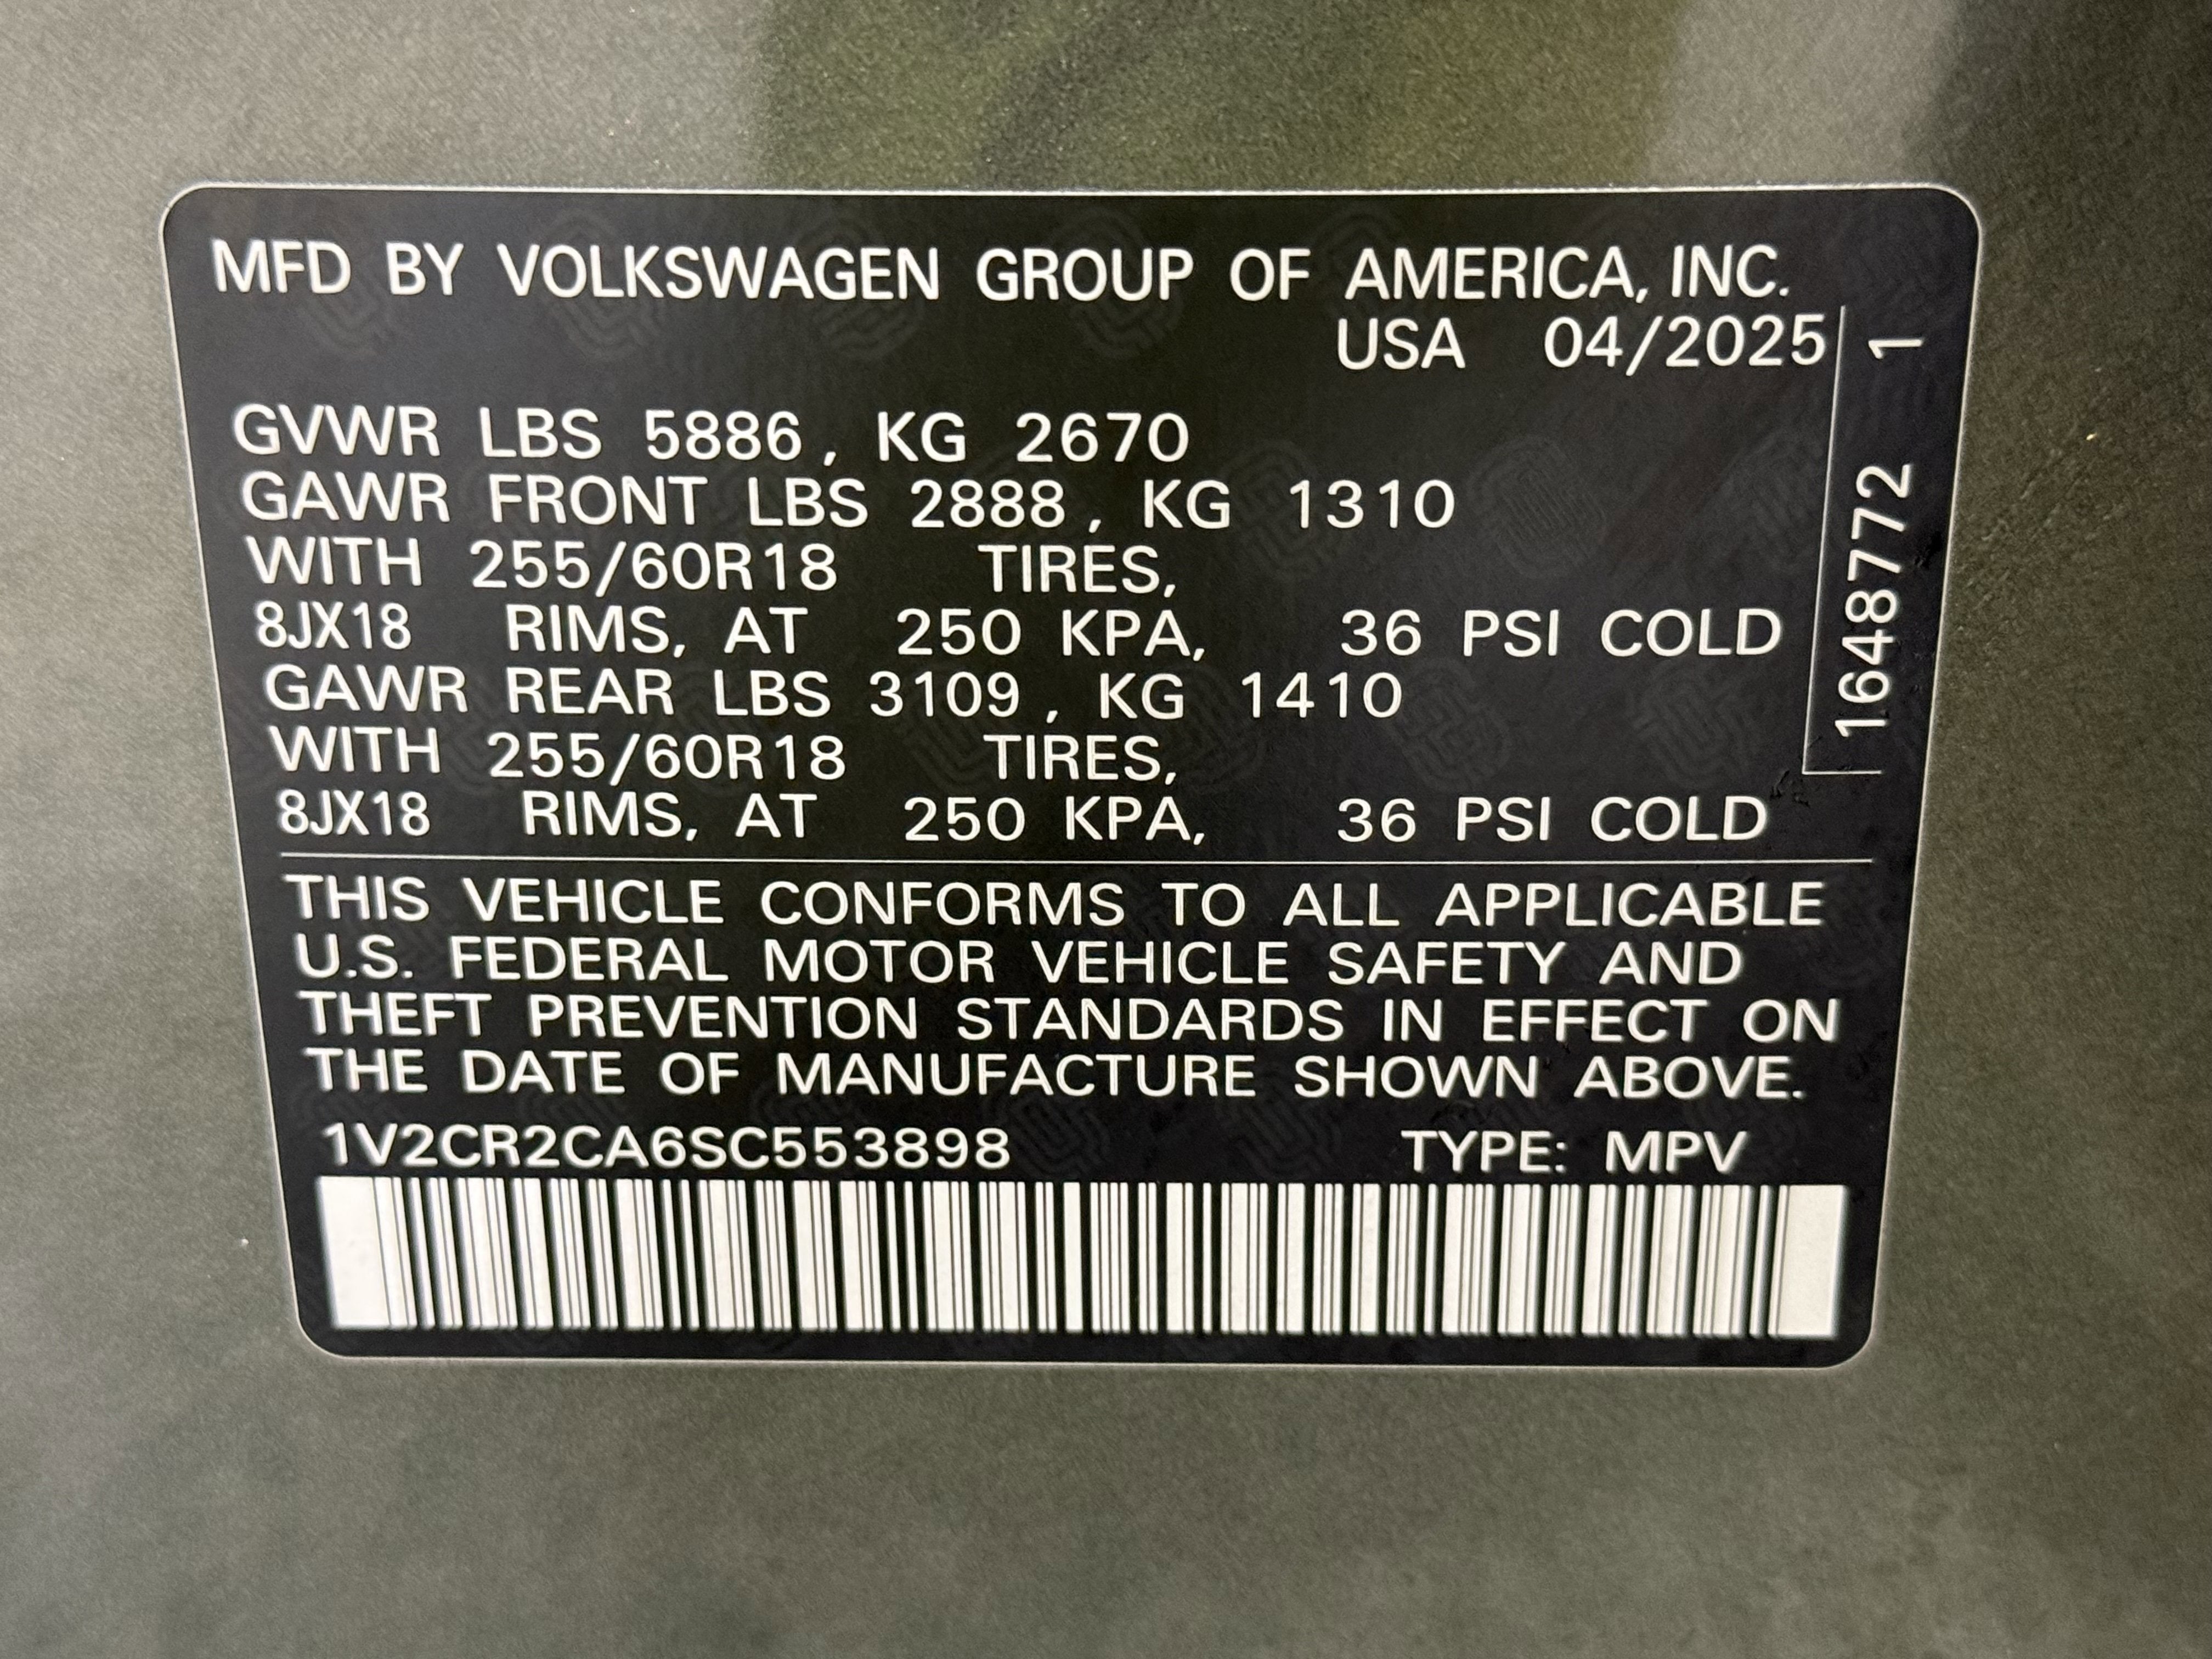 MFD BY VOLKSWAGEN GROUP OF AMERICA, INC.
USA 04/2025
GVWR LBS 5886, KG 2670
GAWR FRONT LBS 2888, KG 1310
WITH 255/60R18 TIRES,
8JX18 RIMS, AT 250 KPA, 36 PSI COLD
GAWR REAR LBS 3109, KG 1410
WITH 255/60R18 TIRES,
8JX18 RIMS, AT 250 KPA, 36 PSI COLD
1648772 1
THIS VEHICLE CONFORMS TO ALL APPLICABLE
U.S. FEDERAL MOTOR VEHICLE SAFETY AND
THEFT PREVENTION STANDARDS IN EFFECT ON
THE DATE OF MANUFACTURE SHOWN ABOVE.
1V2CR2CA6SC553898 TYPE: MPV